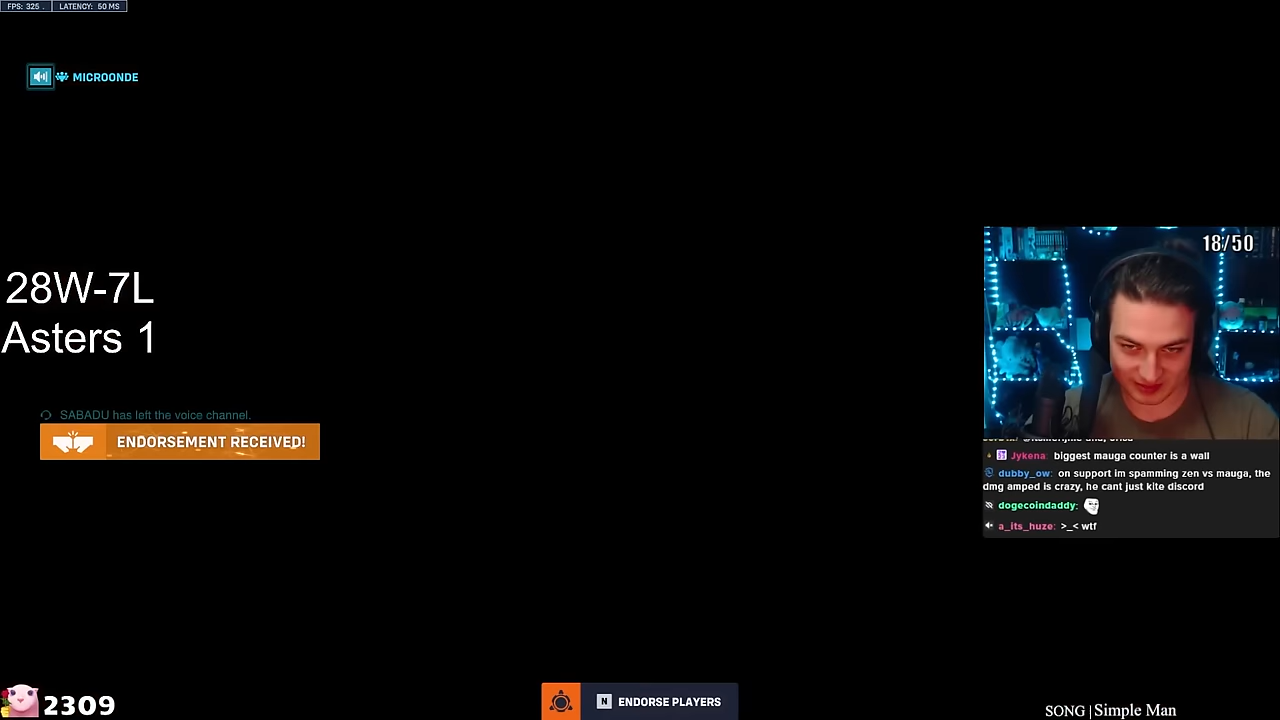 FPS: 325 . LATENCY: 50 MS
MICROONDE
18/50
28W-7L
Asters 1
SABADU has left the voice channel.
ENDORSEMENT RECEIVED!
Jykena: biggest mauga counter is a wall
dubby_ow: on support im spamming zen vs mauga, the
dmg amped is crazy, he cant just kite discord
dogecoindaddy:
a_its_huze: >_< wtf
2309
N ENDORSE PLAYERS
SONG | Simple Man